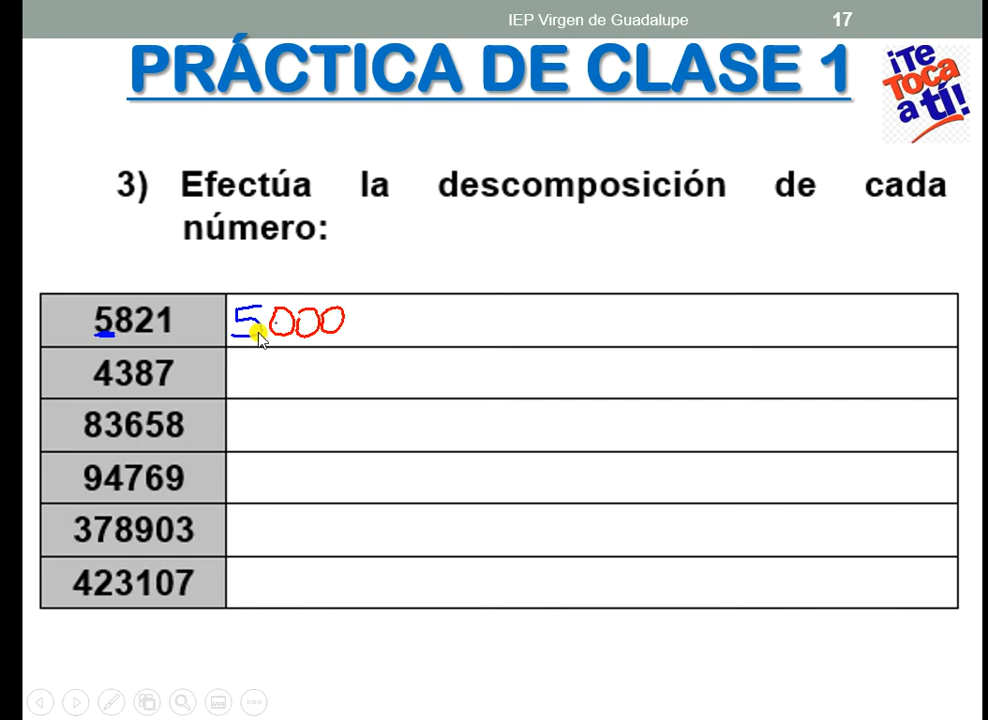 IEP Virgen de Guadalupe 17
PRÁCTICA DE CLASE 1
¡Te
TOCA
a tí!
3) Efectúa la descomposición de cada
número:
5821 5000
4387
83658
94769
378903
423107